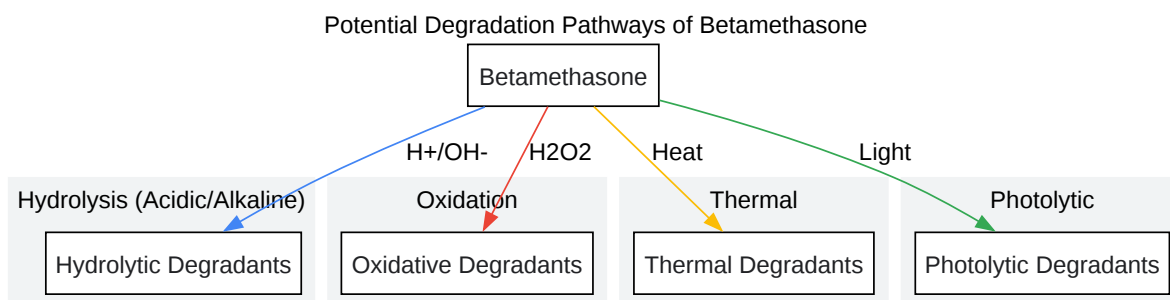 Potential Degradation Pathways of Betamethasone
Betamethasone
H+/OH-
H2O2
Heat
Light
Hydrolysis (Acidic/Alkaline)
Oxidation
Thermal
Photolytic
Hydrolytic Degradants
Oxidative Degradants
Thermal Degradants
Photolytic Degradants